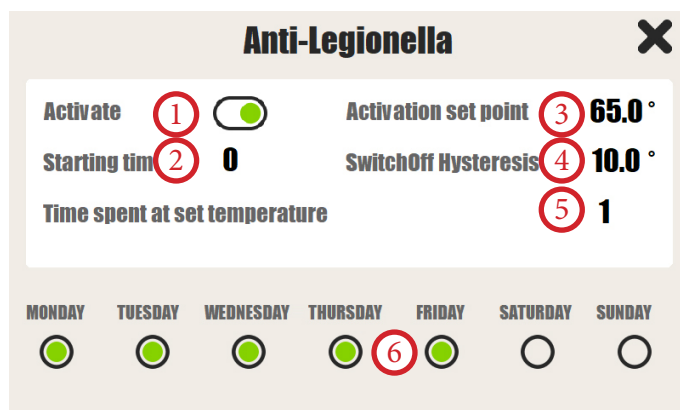 Anti-Legionella
Activate 1 Activation set point 3 65.0 °
Starting tim 2 0 SwitchOff Hysteresis 4 10.0 °
Time spent at set temperature 5 1
MONDAY TUESDAY WEDNESDAY THURSDAY FRIDAY SATURDAY SUNDAY
6